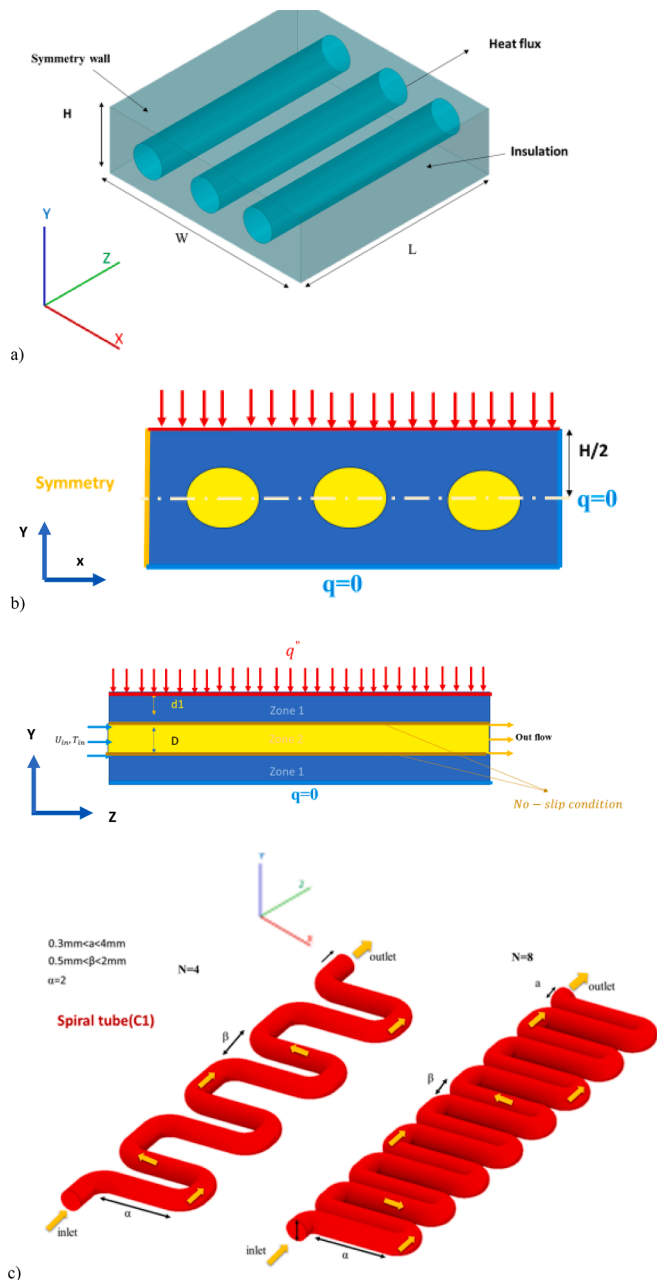 Symmetry wall
Heat flux
H
Insulation
W
L
Y
Z
X
a)
H/2
Symmetry
q=0
Y
x
q=0
b)
q"
d1
Zone 1
Y
U_in, T_in
D
Out flow
Zone 1
q=0
Z
No − slip condition
Y
Z
X
0.3mm<a<4mm
0.5mm<β<2mm
α=2
N=4
N=8
outlet
a
outlet
Spiral tube(C1)
β
β
α
inlet
α
inlet
c)